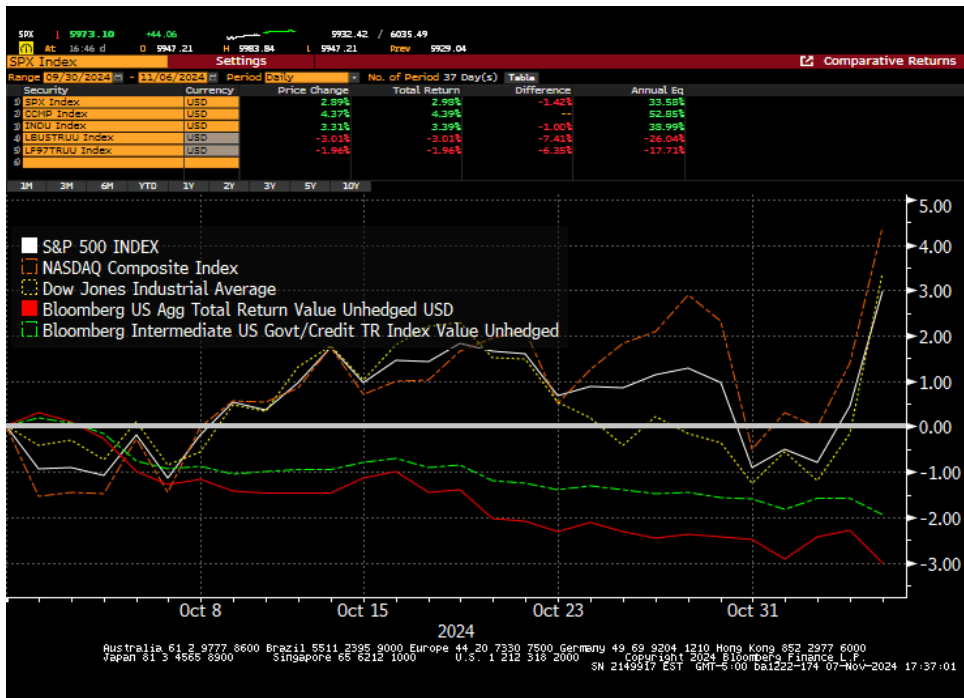 SPX ↓ 5973.10 +44.06 5932.42 / 6035.49
At 16:46 d O 5947.21 H 5983.84 L 5947.21 Prev 5929.04
SPX Index Settings Comparative Returns
Range 09/30/2024 - 11/06/2024 Period Daily No. of Period 37 Day(s) Table
Security Currency Price Change Total Return Difference Annual Eq
1) SPX Index USD 2.89% 2.98% -1.42% 33.58%
2) CCMP Index USD 4.37% 4.39% -- 52.85%
3) INDU Index USD 3.31% 3.39% -1.00% 38.99%
4) LBUSTRUU Index USD -3.01% -3.01% -7.41% -26.04%
5) LF97TRUU Index USD -1.96% -1.96% -6.35% -17.71%
6)
1M 3M 6M YTD 1Y 2Y 3Y 5Y 10Y
S&P 500 INDEX
NASDAQ Composite Index
Dow Jones Industrial Average
Bloomberg US Agg Total Return Value Unhedged USD
Bloomberg Intermediate US Govt/Credit TR Index Value Unhedged
5.00
4.00
3.00
2.00
1.00
0.00
-1.00
-2.00
-3.00
Oct 8 Oct 15 Oct 23 Oct 31
2024
Australia 61 2 9777 8600 Brazil 5511 2395 9000 Europe 44 20 7330 7500 Germany 49 69 9204 1210 Hong Kong 852 2977 6000
Japan 81 3 4565 8900 Singapore 65 6212 1000 U.S. 1 212 318 2000 Copyright 2024 Bloomberg Finance L.P.
SN 2149917 EST GMT-5:00 ba1222-174 07-Nov-2024 17:37:01